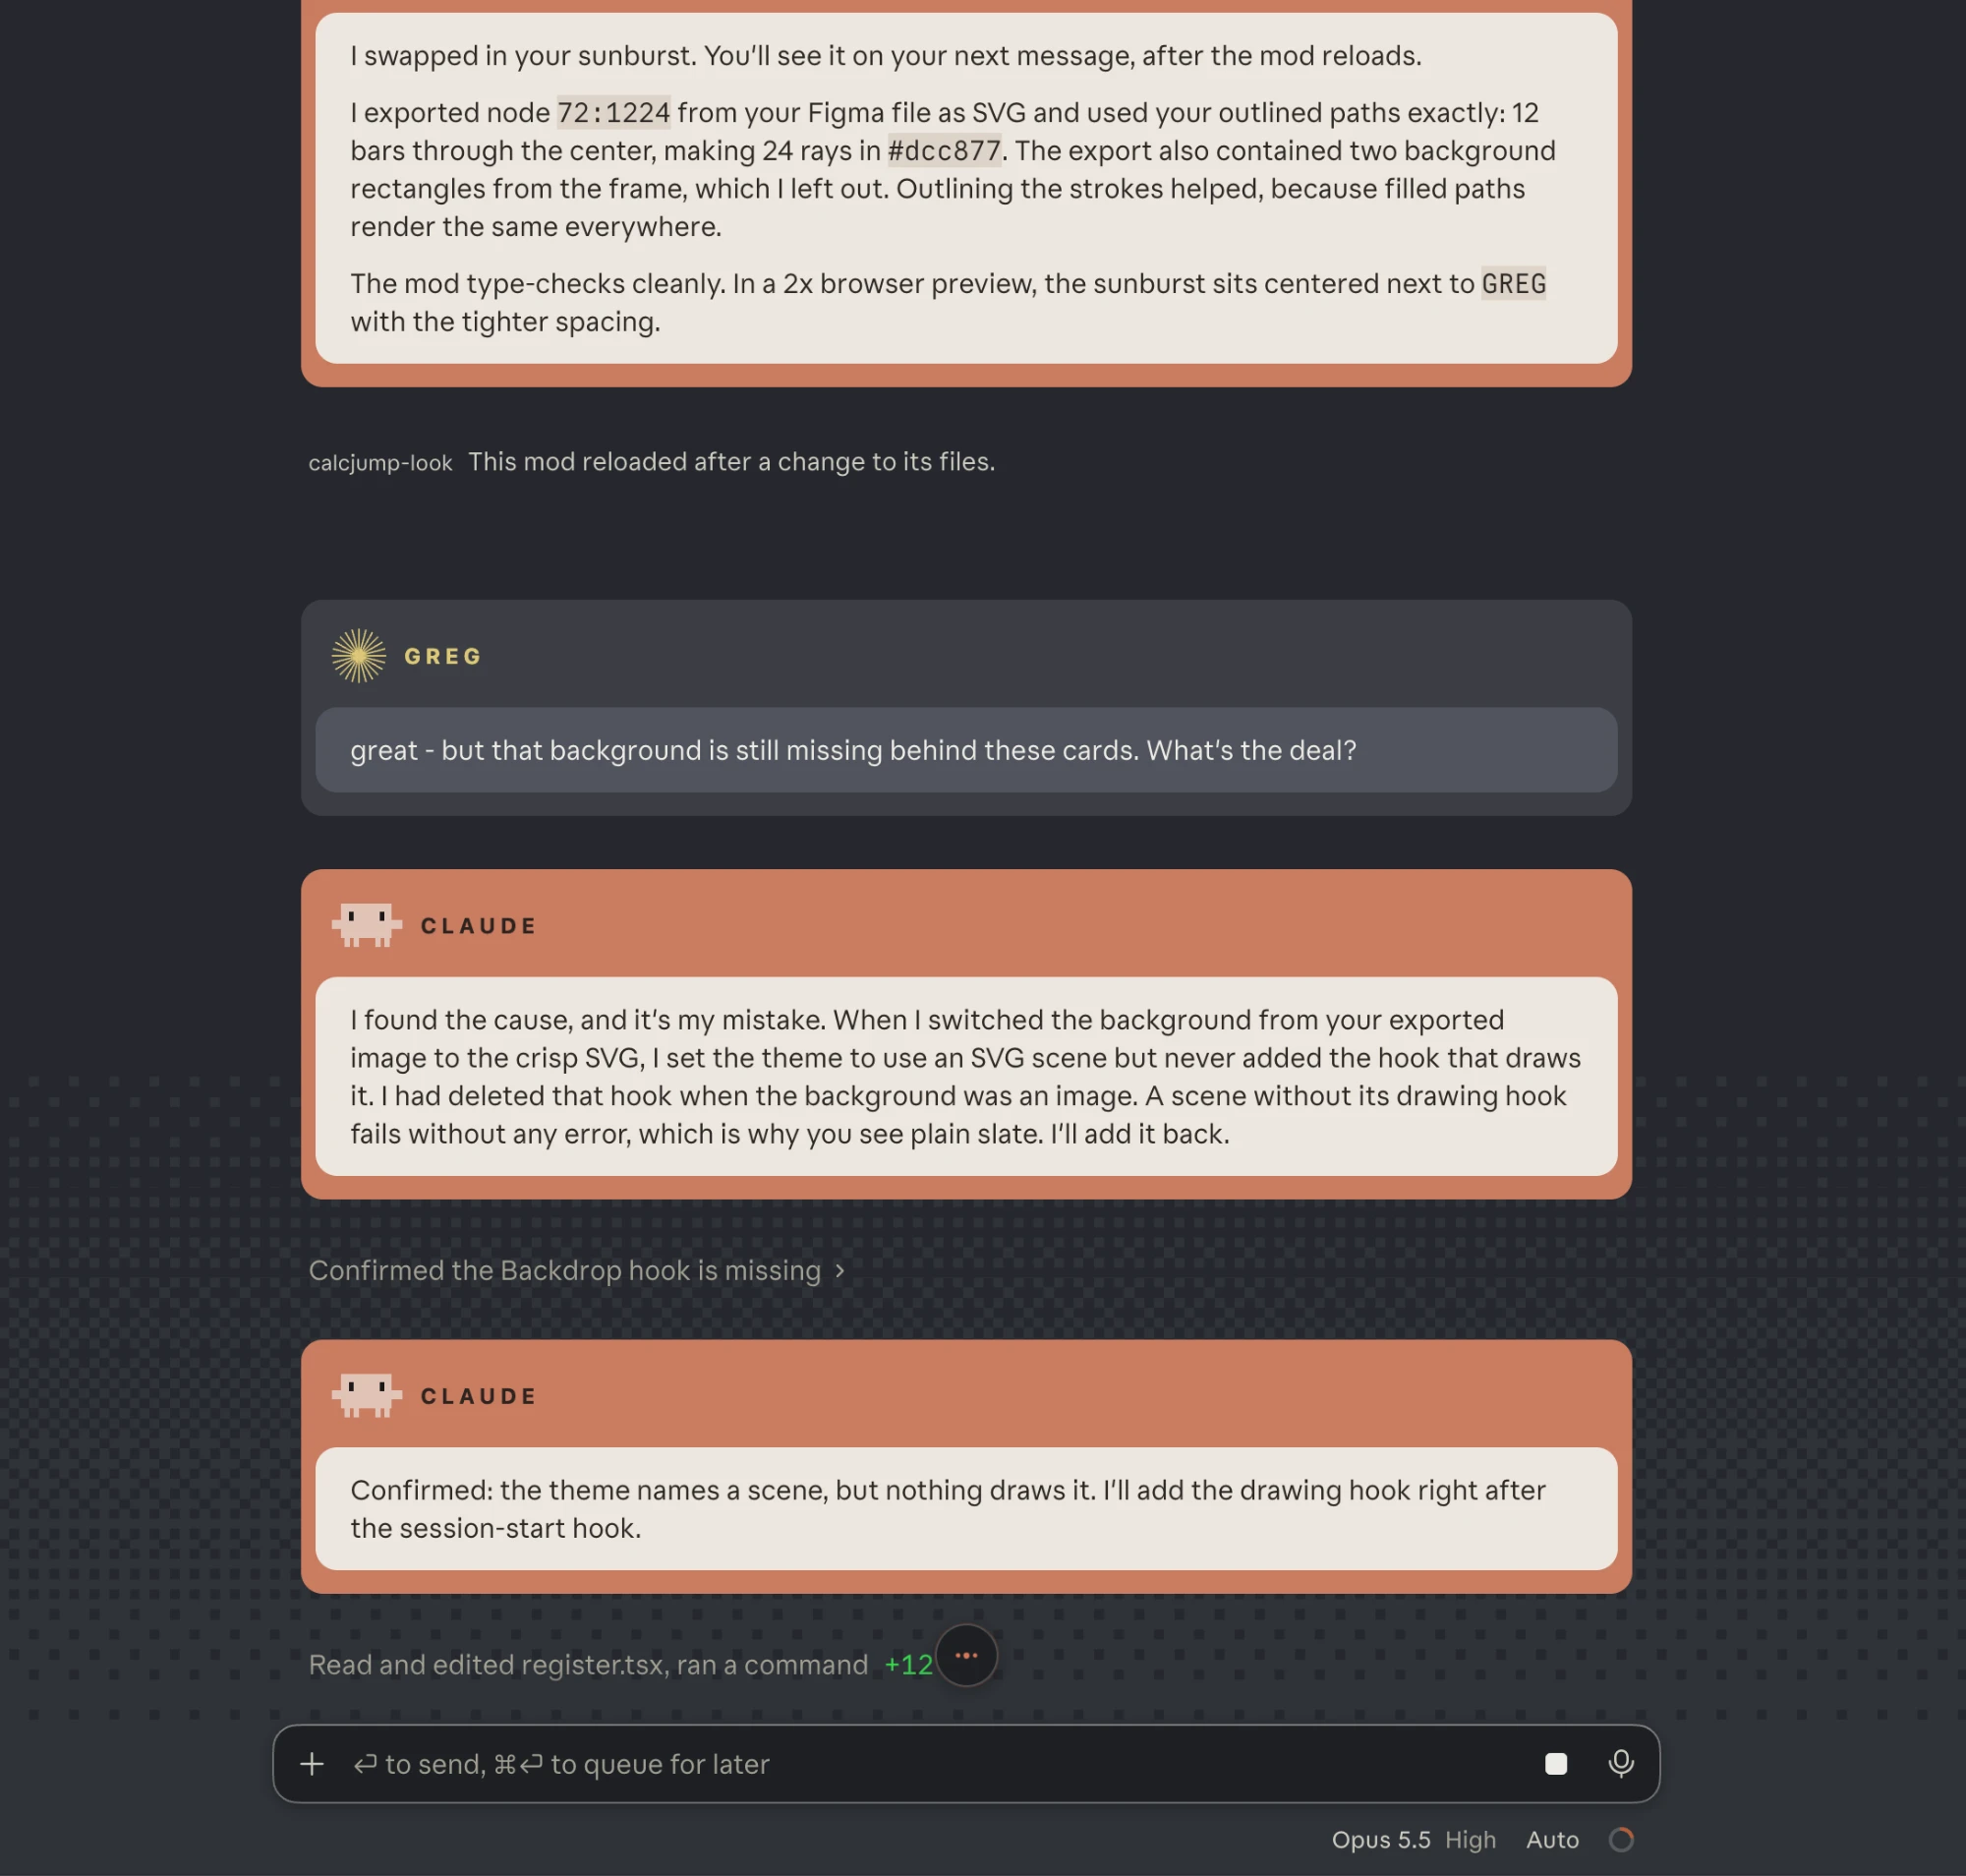 I swapped in your sunburst. You'll see it on your next message, after the mod reloads.
I exported node 72:1224 from your Figma file as SVG and used your outlined paths exactly: 12
bars through the center, making 24 rays in #dcc877. The export also contained two background
rectangles from the frame, which I left out. Outlining the strokes helped, because filled paths
render the same everywhere.
The mod type-checks cleanly. In a 2x browser preview, the sunburst sits centered next to GREG
with the tighter spacing.
calcjump-look This mod reloaded after a change to its files.
GREG
great - but that background is still missing behind these cards. What's the deal?
CLAUDE
I found the cause, and it's my mistake. When I switched the background from your exported
image to the crisp SVG, I set the theme to use an SVG scene but never added the hook that draws
it. I had deleted that hook when the background was an image. A scene without its drawing hook
fails without any error, which is why you see plain slate. I'll add it back.
Confirmed the Backdrop hook is missing >
CLAUDE
Confirmed: the theme names a scene, but nothing draws it. I'll add the drawing hook right after
the session-start hook.
Read and edited register.tsx, ran a command +12
⏎ to send, ⌘⏎ to queue for later
Opus 5.5 High Auto